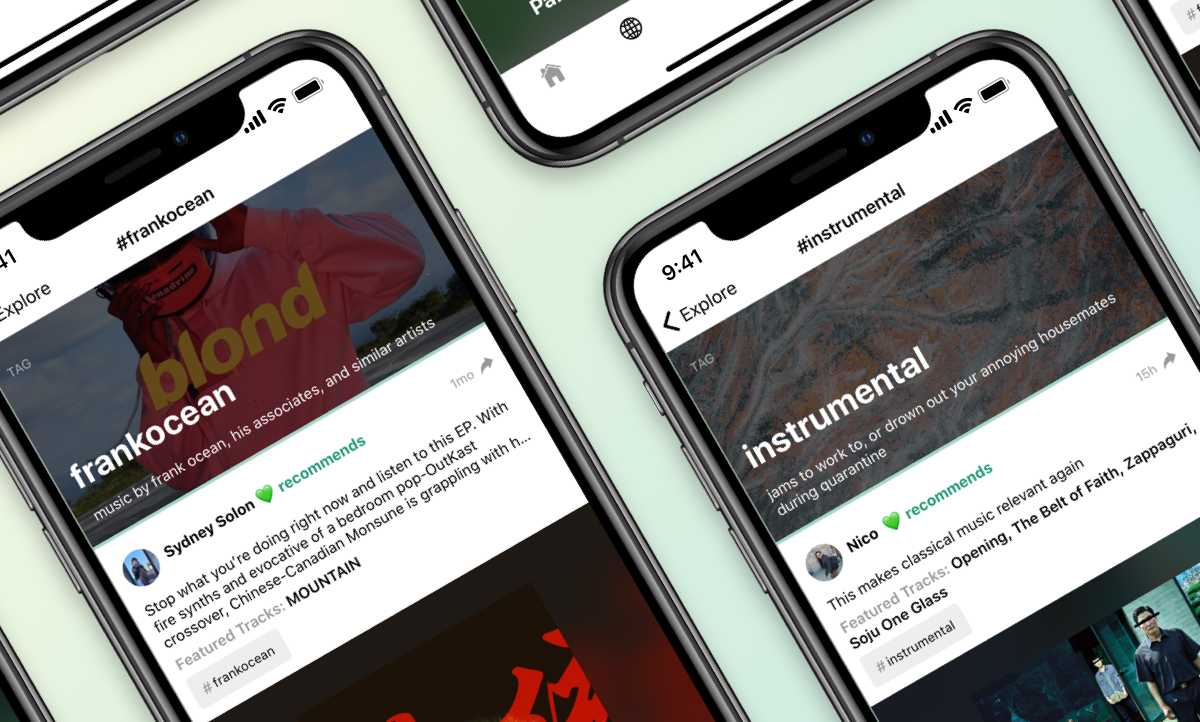 Pa
#
:41
#frankocean
Explore
TAG
blond
frankocean
music by frank ocean, his associates, and similar artists
1mo
Sydney Solon 💚 recommends
Stop what you’re doing right now and listen to this EP. With
fire synths and evocative of a bedroom pop-OutKast
crossover, Chinese-Canadian Monsune is grappling with h...
Featured Tracks: MOUNTAIN
#frankocean
9:41
#instrumental
Explore
TAG
instrumental
jams to work to, or drown out your annoying housemates
during quarantine
15h
Nico 💚 recommends
This makes classical music relevant again
Featured Tracks: Opening, The Belt of Faith, Zappaguri,
Soju One Glass
#instrumental